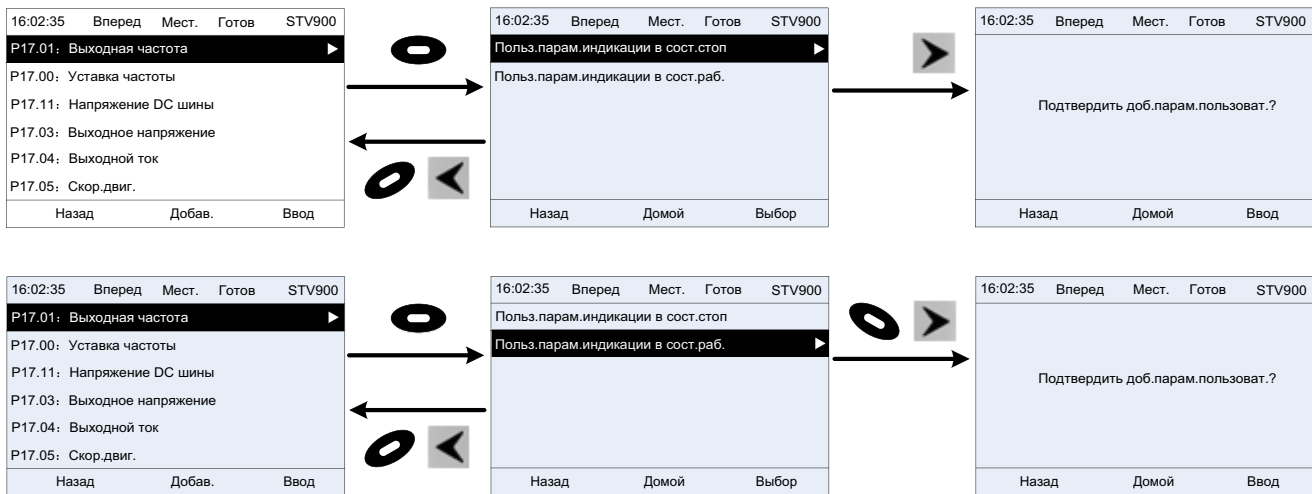 16:02:35 Вперед Мест. Готов STV900
P17.01： Выходная частота
P17.00： Уставка частоты
P17.11： Напряжение DC шины
P17.03： Выходное напряжение
P17.04： Выходной ток
P17.05： Скор.двиг.
Назад Добав. Ввод
16:02:35 Вперед Мест. Готов STV900
Польз.парам.индикации в сост.стоп
Польз.парам.индикации в сост.раб.
Назад Домой Выбор
16:02:35 Вперед Мест. Готов STV900
Подтвердить доб.парам.пользоват.?
Назад Домой Ввод
16:02:35 Вперед Мест. Готов STV900
P17.01： Выходная частота
P17.00： Уставка частоты
P17.11： Напряжение DC шины
P17.03： Выходное напряжение
P17.04： Выходной ток
P17.05： Скор.двиг.
Назад Добав. Ввод
16:02:35 Вперед Мест. Готов STV900
Польз.парам.индикации в сост.стоп
Польз.парам.индикации в сост.раб.
Назад Домой Выбор
16:02:35 Вперед Мест. Готов STV900
Подтвердить доб.парам.пользоват.?
Назад Домой Ввод